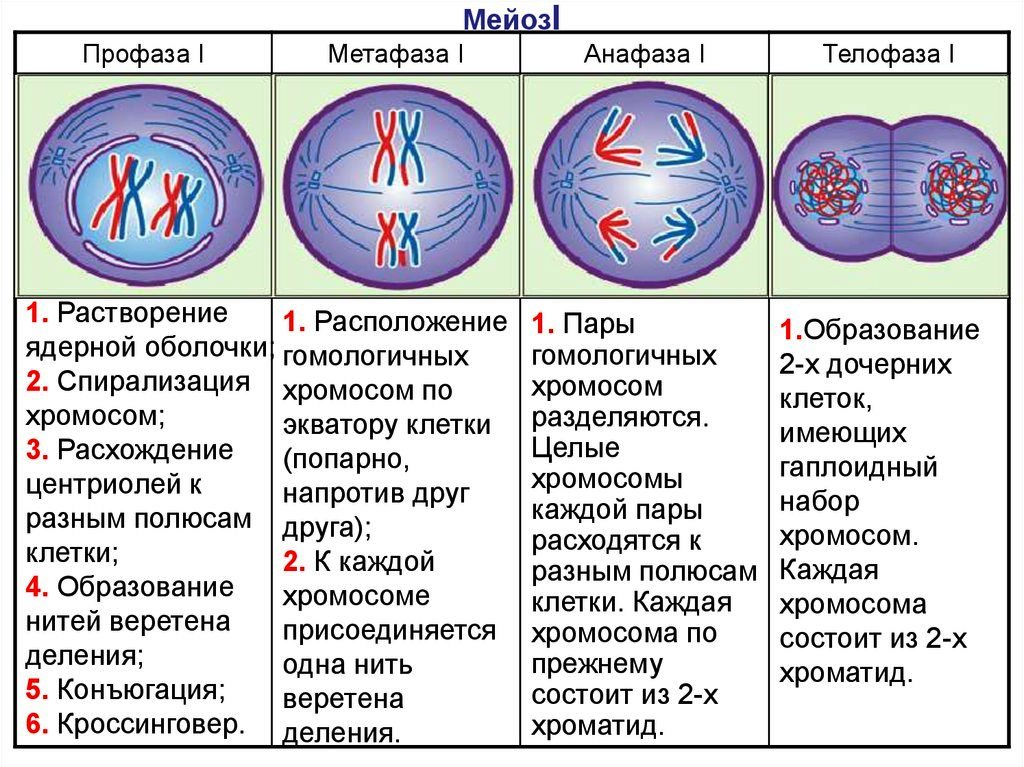 МейозI
Профаза I
Метафаза I
Анафаза I
Телофаза I
1. Растворение
ядерной оболочки;
2. Спирализация
хромосом;
3. Расхождение
центриолей к
разным полюсам
клетки;
4. Образование
нитей веретена
деления;
5. Конъюгация;
6. Кроссинговер.
1. Расположение
гомологичных
хромосом по
экватору клетки
(попарно,
напротив друг
друга);
2. К каждой
хромосоме
присоединяется
одна нить
веретена
деления.
1. Пары
гомологичных
хромосом
разделяются.
Целые
хромосомы
каждой пары
расходятся к
разным полюсам
клетки. Каждая
хромосома по
прежнему
состоит из 2-х
хроматид.
1.Образование
2-х дочерних
клеток,
имеющих
гаплоидный
набор
хромосом.
Каждая
хромосома
состоит из 2-х
хроматид.